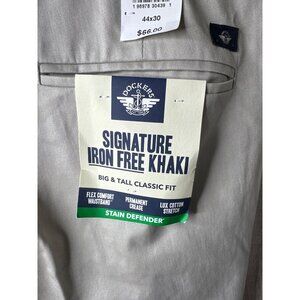 44x30
$66.00
DOCKERS
SIGNATURE
IRON FREE KHAKI
BIG & TALL CLASSIC FIT
FLEX COMFORT
WAISTBAND
PERMANENT
CREASE
LUX COTTON
STRETCH
STAIN DEFENDER